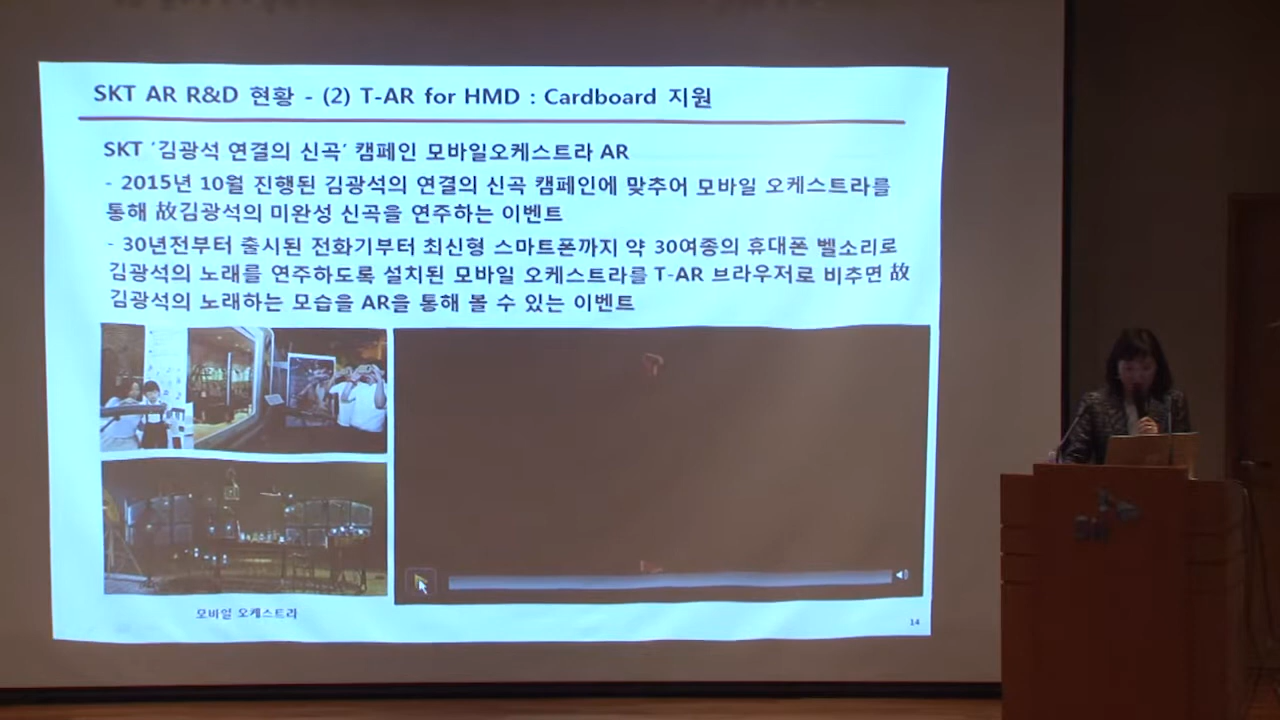 SKT AR R&D 현황 - (2) T-AR for HMD : Cardboard 지원
SKT ‘김광석 연결의 신곡’ 캠페인 모바일오케스트라 AR
- 2015년 10월 진행된 김광석의 연결의 신곡 캠페인에 맞추어 모바일 오케스트라를
통해 故김광석의 미완성 신곡을 연주하는 이벤트
- 30년전부터 출시된 전화기부터 최신형 스마트폰까지 약 30여종의 휴대폰 벨소리로
김광석의 노래를 연주하도록 설치된 모바일 오케스트라를 T-AR 브라우저로 비추면 故
김광석의 노래하는 모습을 AR을 통해 볼 수 있는 이벤트
모바일 오케스트라
14